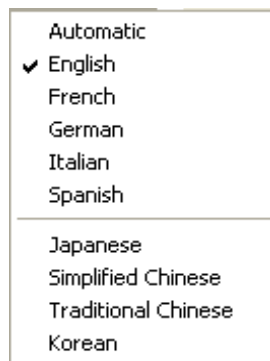 Automatic
English
French
German
Italian
Spanish
Japanese
Simplified Chinese
Traditional Chinese
Korean